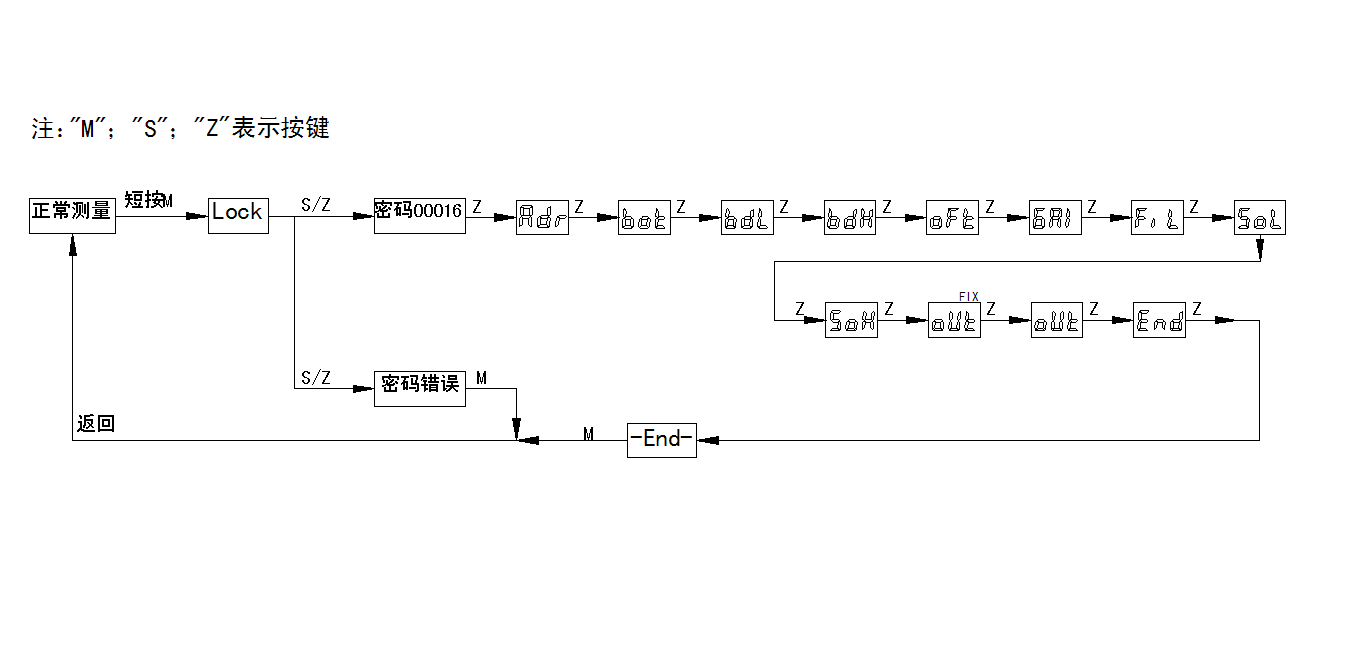 注:"M"; "S"; "Z"表示按键
正常测量 短按M Lock S/Z 密码00016 Z Adr Z bat Z bdL Z bdH Z oFt Z GAI Z FiL Z SoL
Z SoH Z FIX oUt Z oUt Z End Z
S/Z 密码错误 M
返回 M -End-